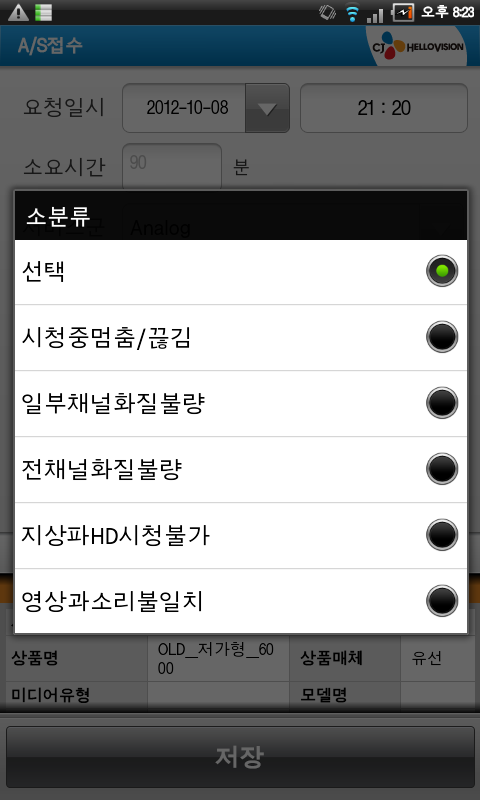 오후 8:23
A/S접수
CJ HELLOVISION
요청일시 2012-10-08 21 : 20
소요시간 90 분
Analog
소분류
선택
시청중멈춤/끊김
일부채널화질불량
전채널화질불량
지상파HD시청불가
영상과소리불일치
상품명 OLD_저가형_60
00 상품매체 유선
미디어유형 모델명
저장